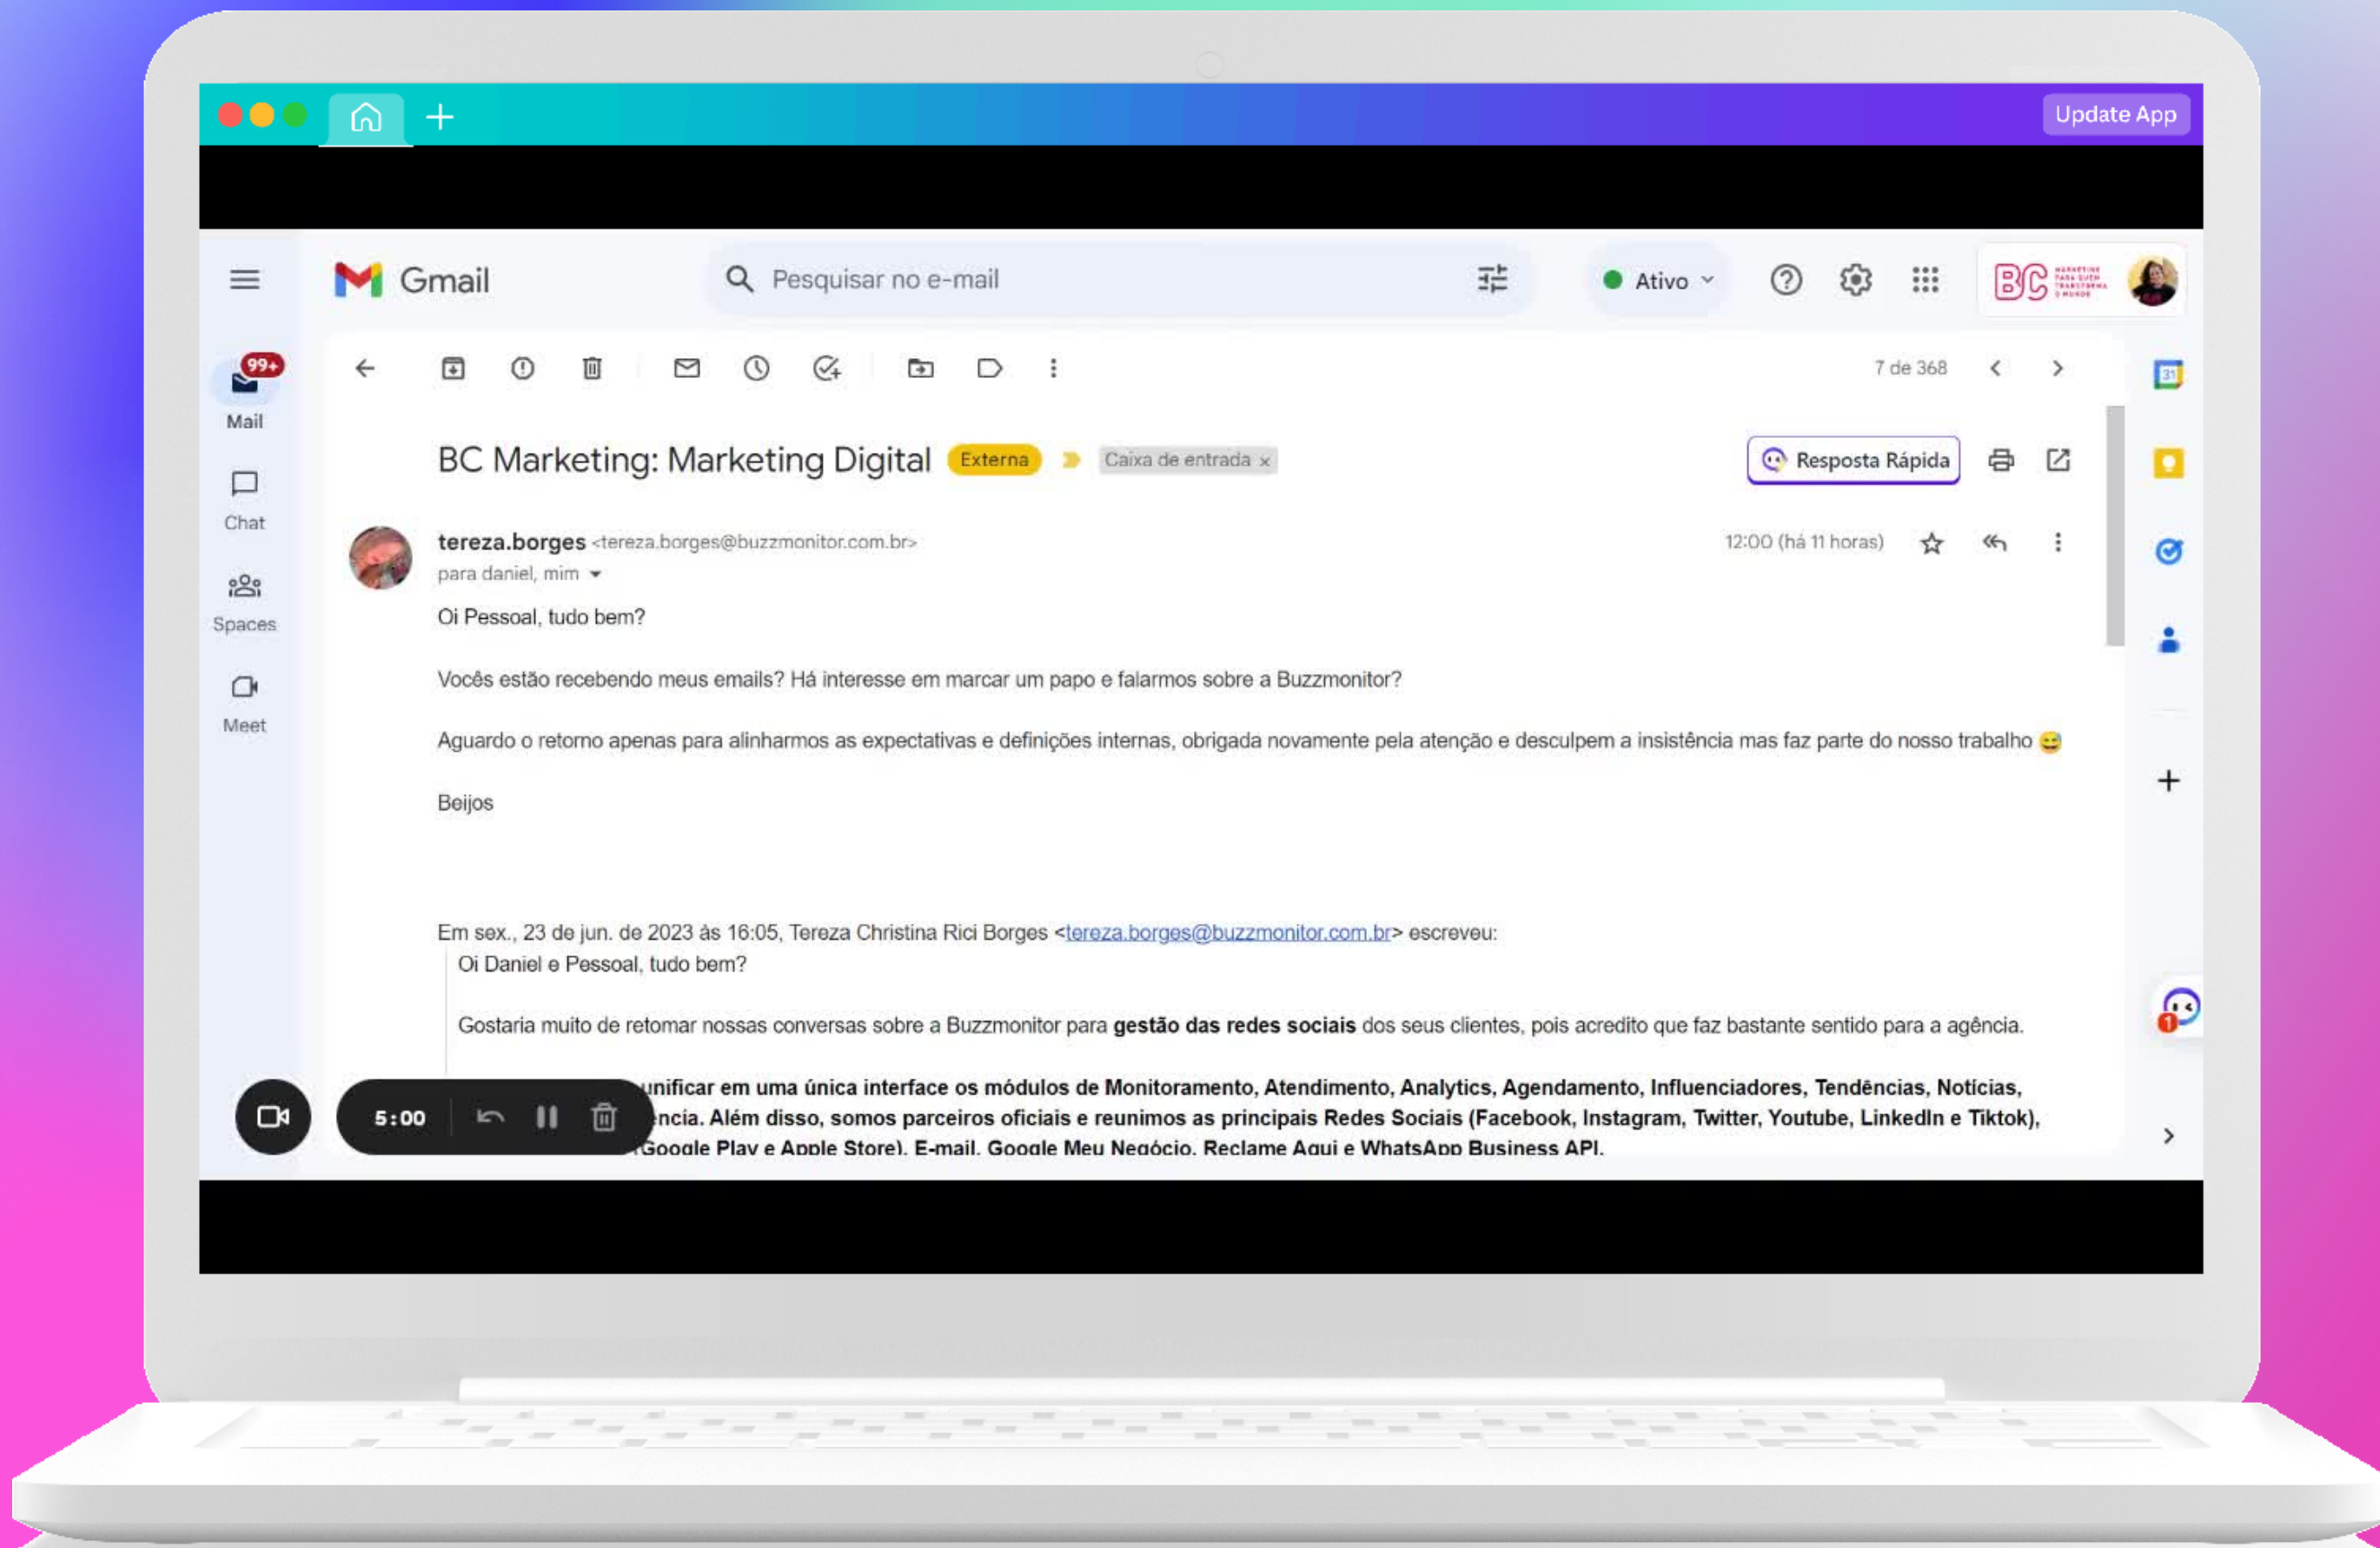 Update App
Gmail
Pesquisar no e-mail
Ativo
BC MARKETING
PARA QUEM
TRANSFORMA
O MUNDO
99+
Mail
7 de 368
31
BC Marketing: Marketing Digital Externa Caixa de entrada x
Resposta Rápida
Chat
tereza.borges <tereza.borges@buzzmonitor.com.br>
12:00 (há 11 horas)
para daniel, mim
Spaces
Oi Pessoal, tudo bem?
Vocês estão recebendo meus emails? Há interesse em marcar um papo e falarmos sobre a Buzzmonitor?
Meet
Aguardo o retorno apenas para alinharmos as expectativas e definições internas, obrigada novamente pela atenção e desculpem a insistência mas faz parte do nosso trabalho 😅
Beijos
Em sex., 23 de jun. de 2023 às 16:05, Tereza Christina Rici Borges <tereza.borges@buzzmonitor.com.br> escreveu:
Oi Daniel e Pessoal, tudo bem?
Gostaria muito de retomar nossas conversas sobre a Buzzmonitor para gestão das redes sociais dos seus clientes, pois acredito que faz bastante sentido para a agência.
1
unificar em uma única interface os módulos de Monitoramento, Atendimento, Analytics, Agendamento, Influenciadores, Tendências, Notícias,
5:00
ncia. Além disso, somos parceiros oficiais e reunimos as principais Redes Sociais (Facebook, Instagram, Twitter, Youtube, LinkedIn e Tiktok),
(Google Play e Apple Store), E-mail, Google Meu Negócio, Reclame Aqui e WhatsApp Business API.